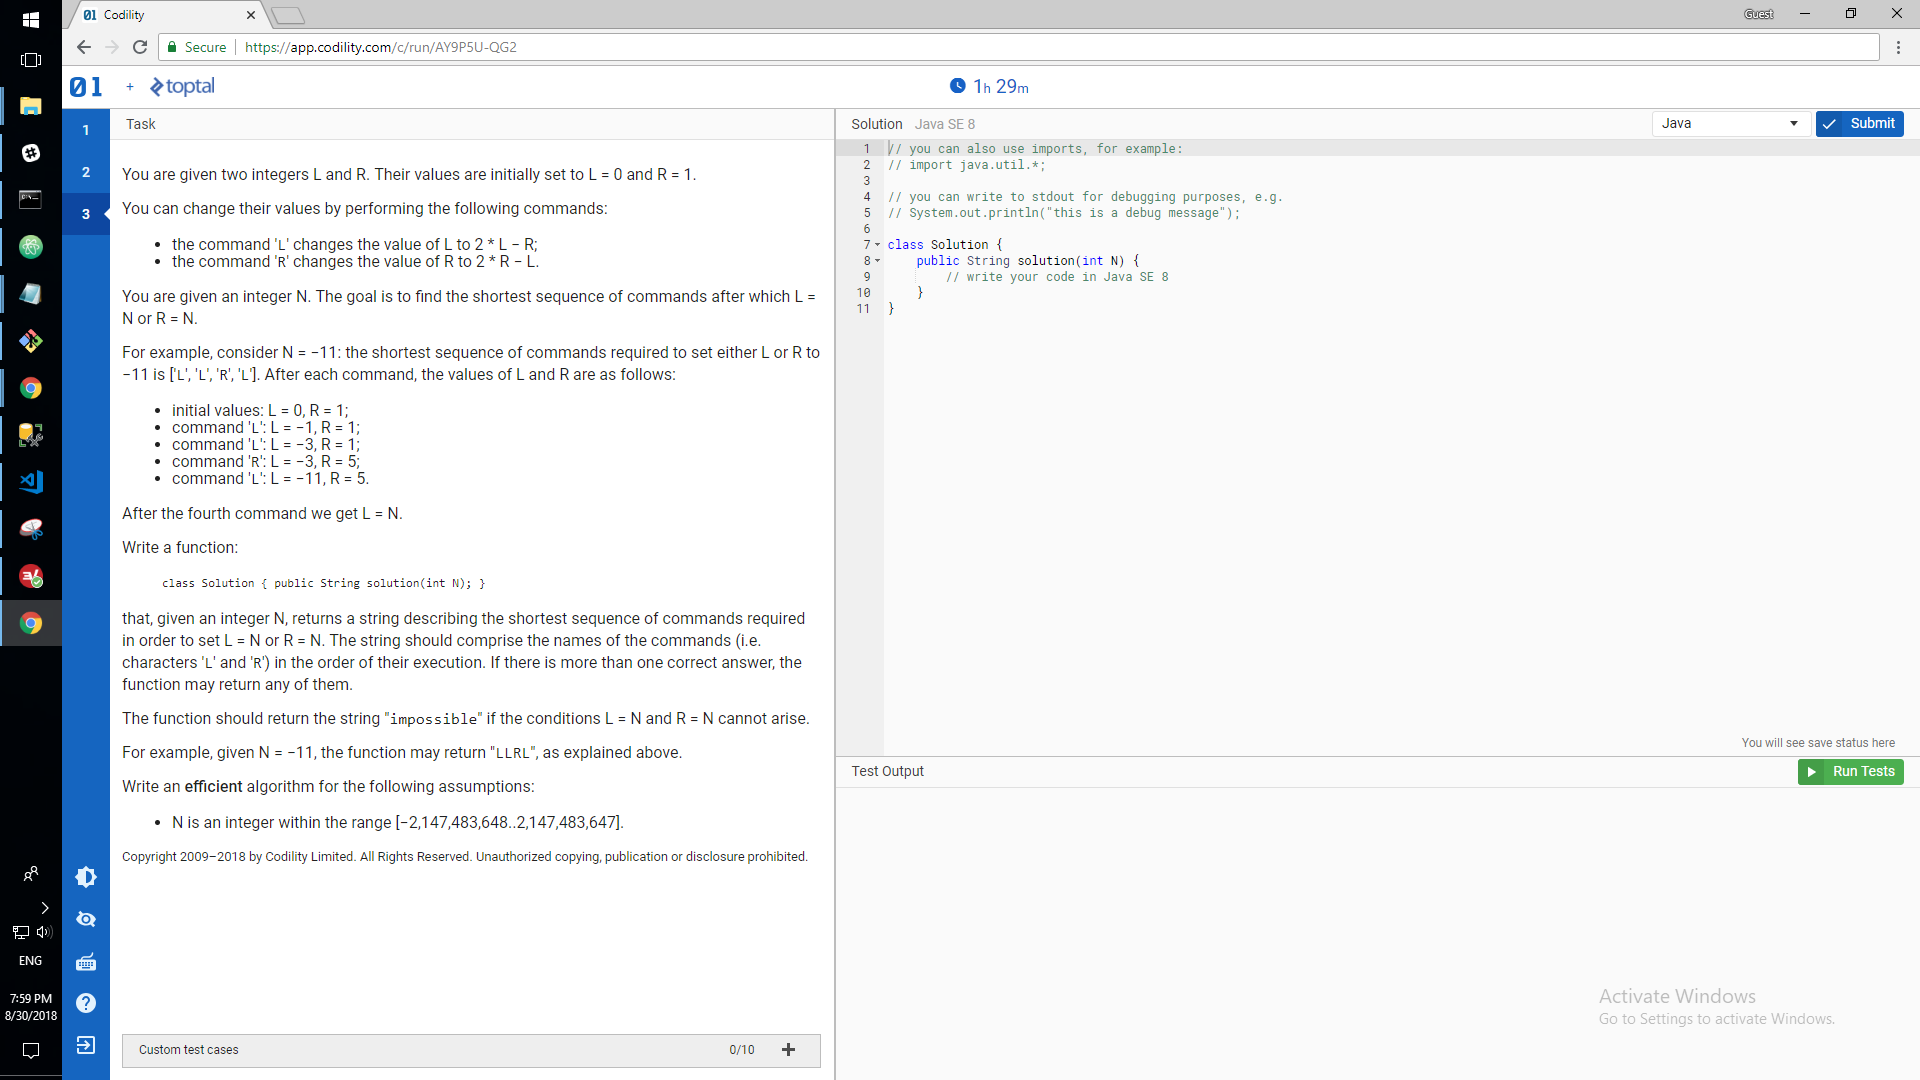 01 Codility
Guest
Secure https://app.codility.com/c/run/AY9P5U-QG2
01 + toptal
1h 29m
1
2
3
Task
You are given two integers L and R. Their values are initially set to L = 0 and R = 1.
You can change their values by performing the following commands:
• the command 'L' changes the value of L to 2 * L − R;
• the command 'R' changes the value of R to 2 * R − L.
You are given an integer N. The goal is to find the shortest sequence of commands after which L =
N or R = N.
For example, consider N = −11: the shortest sequence of commands required to set either L or R to
−11 is ['L', 'L', 'R', 'L']. After each command, the values of L and R are as follows:
• initial values: L = 0, R = 1;
• command 'L': L = −1, R = 1;
• command 'L': L = −3, R = 1;
• command 'R': L = −3, R = 5;
• command 'L': L = −11, R = 5.
After the fourth command we get L = N.
Write a function:
class Solution { public String solution(int N); }
that, given an integer N, returns a string describing the shortest sequence of commands required
in order to set L = N or R = N. The string should comprise the names of the commands (i.e.
characters 'L' and 'R') in the order of their execution. If there is more than one correct answer, the
function may return any of them.
The function should return the string "impossible" if the conditions L = N and R = N cannot arise.
For example, given N = −11, the function may return "LLRL", as explained above.
Write an efficient algorithm for the following assumptions:
• N is an integer within the range [−2,147,483,648..2,147,483,647].
Copyright 2009–2018 by Codility Limited. All Rights Reserved. Unauthorized copying, publication or disclosure prohibited.
Custom test cases 0/10 +
Solution Java SE 8
Java
Submit
1 // you can also use imports, for example:
2 // import java.util.*;
3
4 // you can write to stdout for debugging purposes, e.g.
5 // System.out.println("this is a debug message");
6
7 class Solution {
8 public String solution(int N) {
9 // write your code in Java SE 8
10 }
11 }
You will see save status here
Test Output
Run Tests
Activate Windows
Go to Settings to activate Windows.
ENG
7:59 PM
8/30/2018